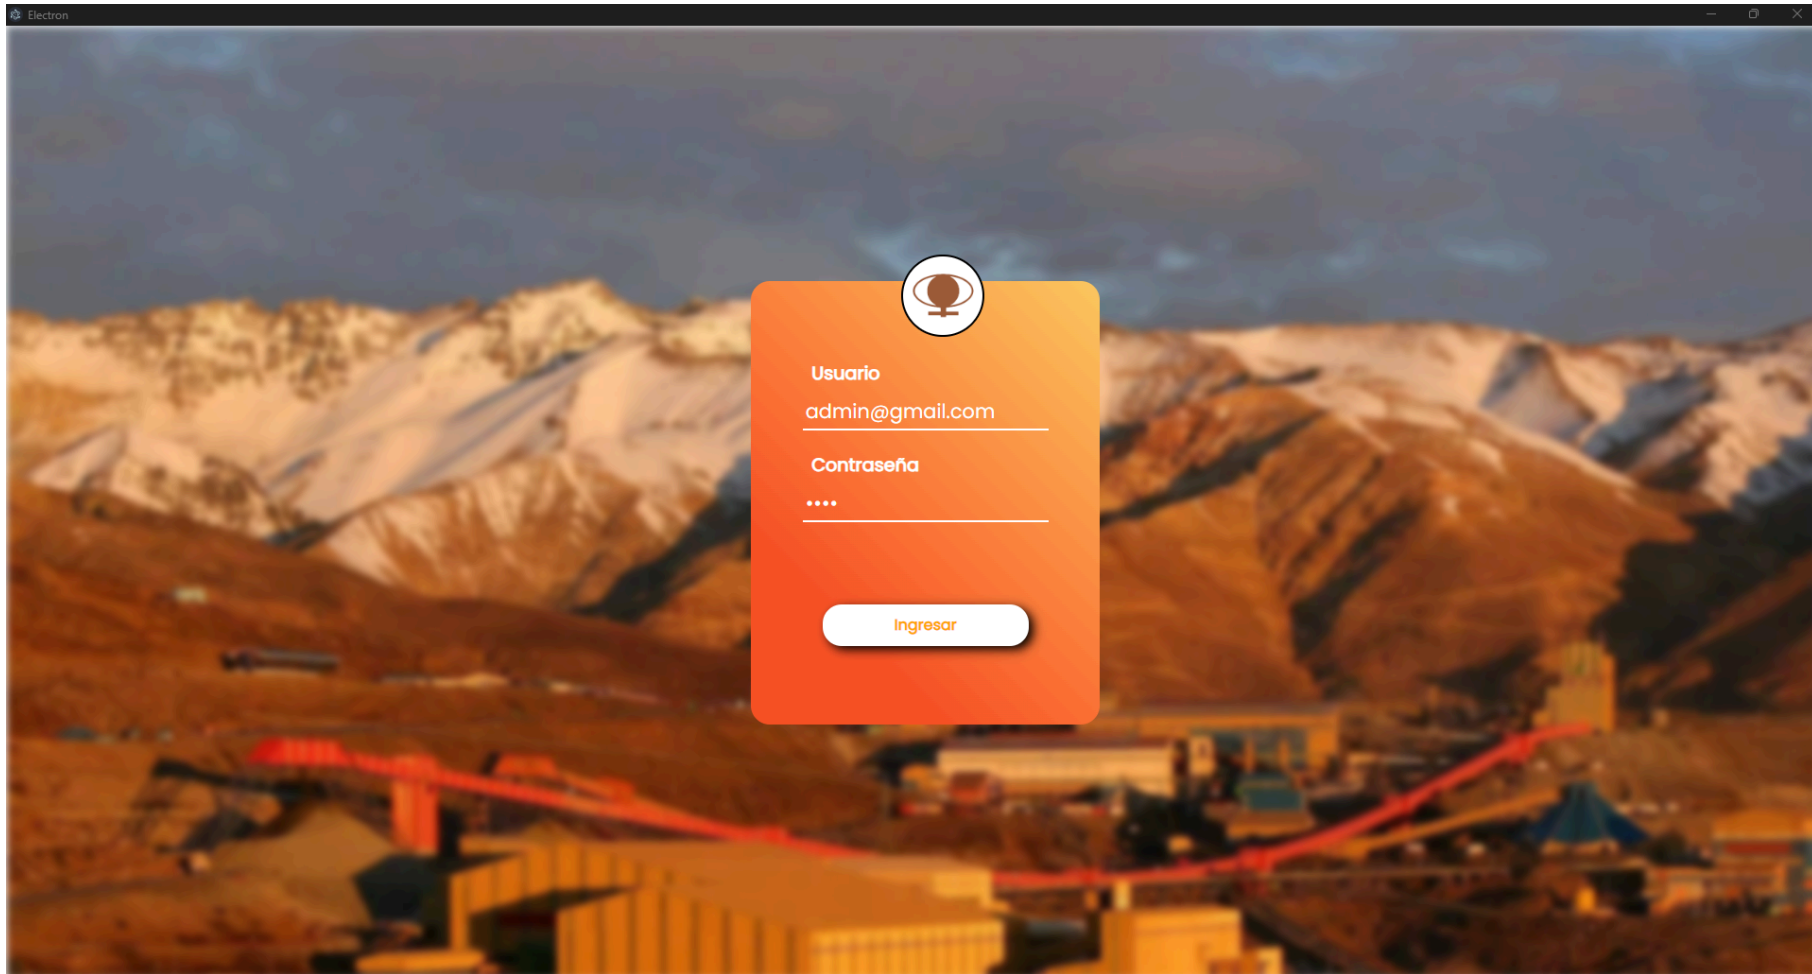 Electron
Usuario
admin@gmail.com
Contraseña
••••
Ingresar